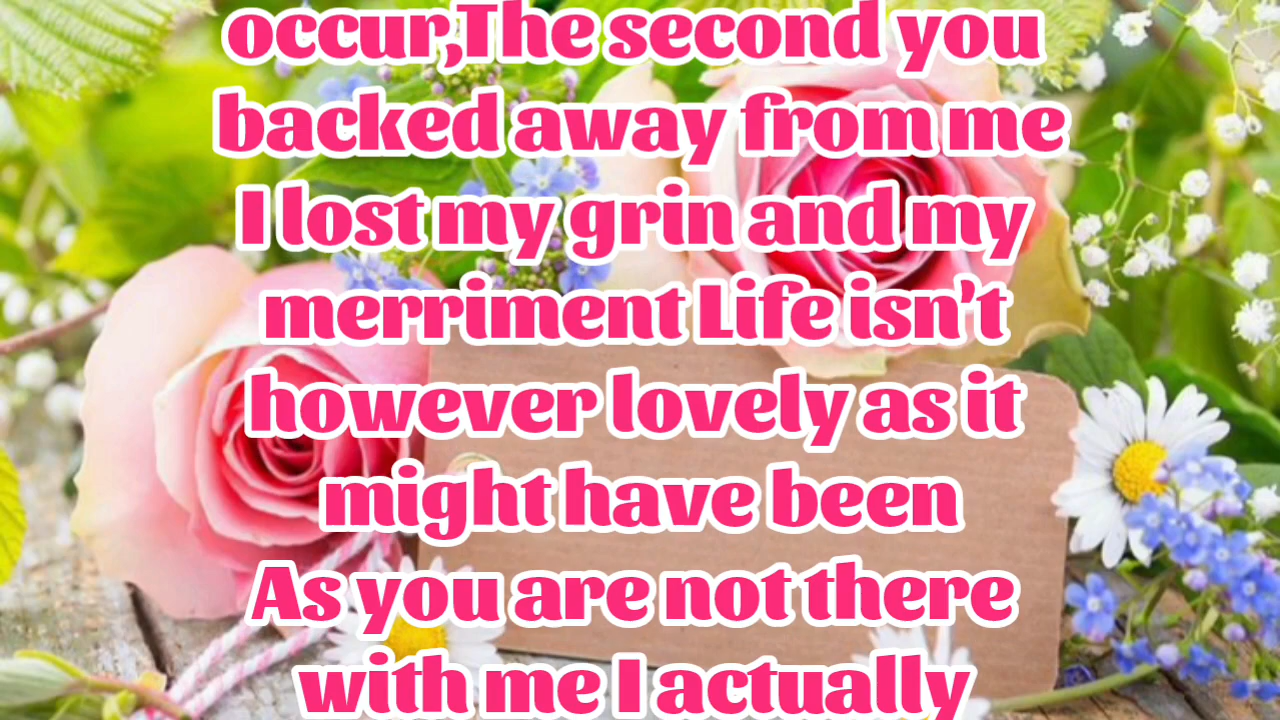 occur,The second you
backed away from me
I lost my grin and my
merriment Life isn't
however lovely as it
might have been
As you are not there
with me I actually